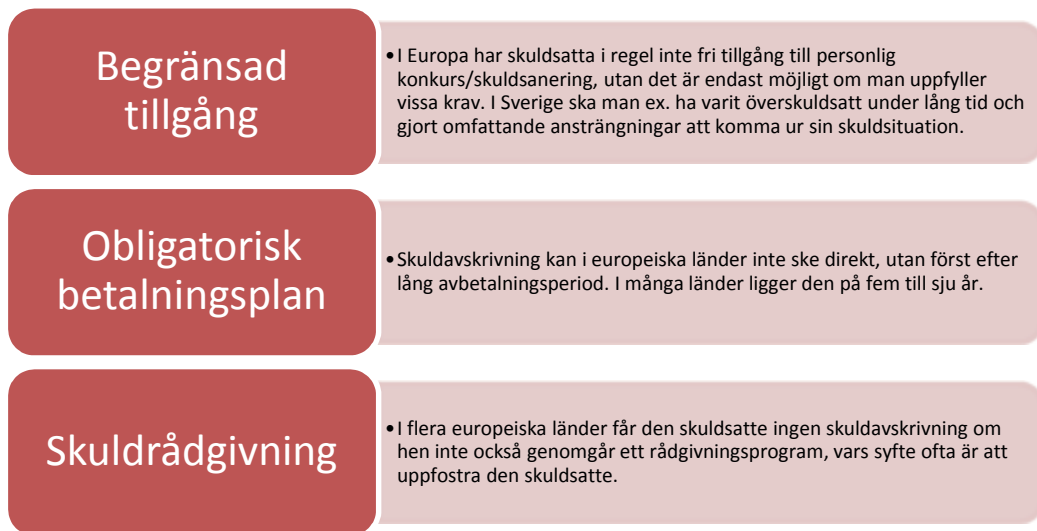 Begränsad
tillgång
•I Europa har skuldsatta i regel inte fri tillgång till personlig
konkurs/skuldsanering, utan det är endast möjligt om man uppfyller
vissa krav. I Sverige ska man ex. ha varit överskuldsatt under lång tid och
gjort omfattande ansträngningar att komma ur sin skuldsituation.
Obligatorisk
betalningsplan
•Skuldavskrivning kan i europeiska länder inte ske direkt, utan först efter
lång avbetalningsperiod. I många länder ligger den på fem till sju år.
Skuldrådgivning
•I flera europeiska länder får den skuldsatte ingen skuldavskrivning om
hen inte också genomgår ett rådgivningsprogram, vars syfte ofta är att
uppfostra den skuldsatte.